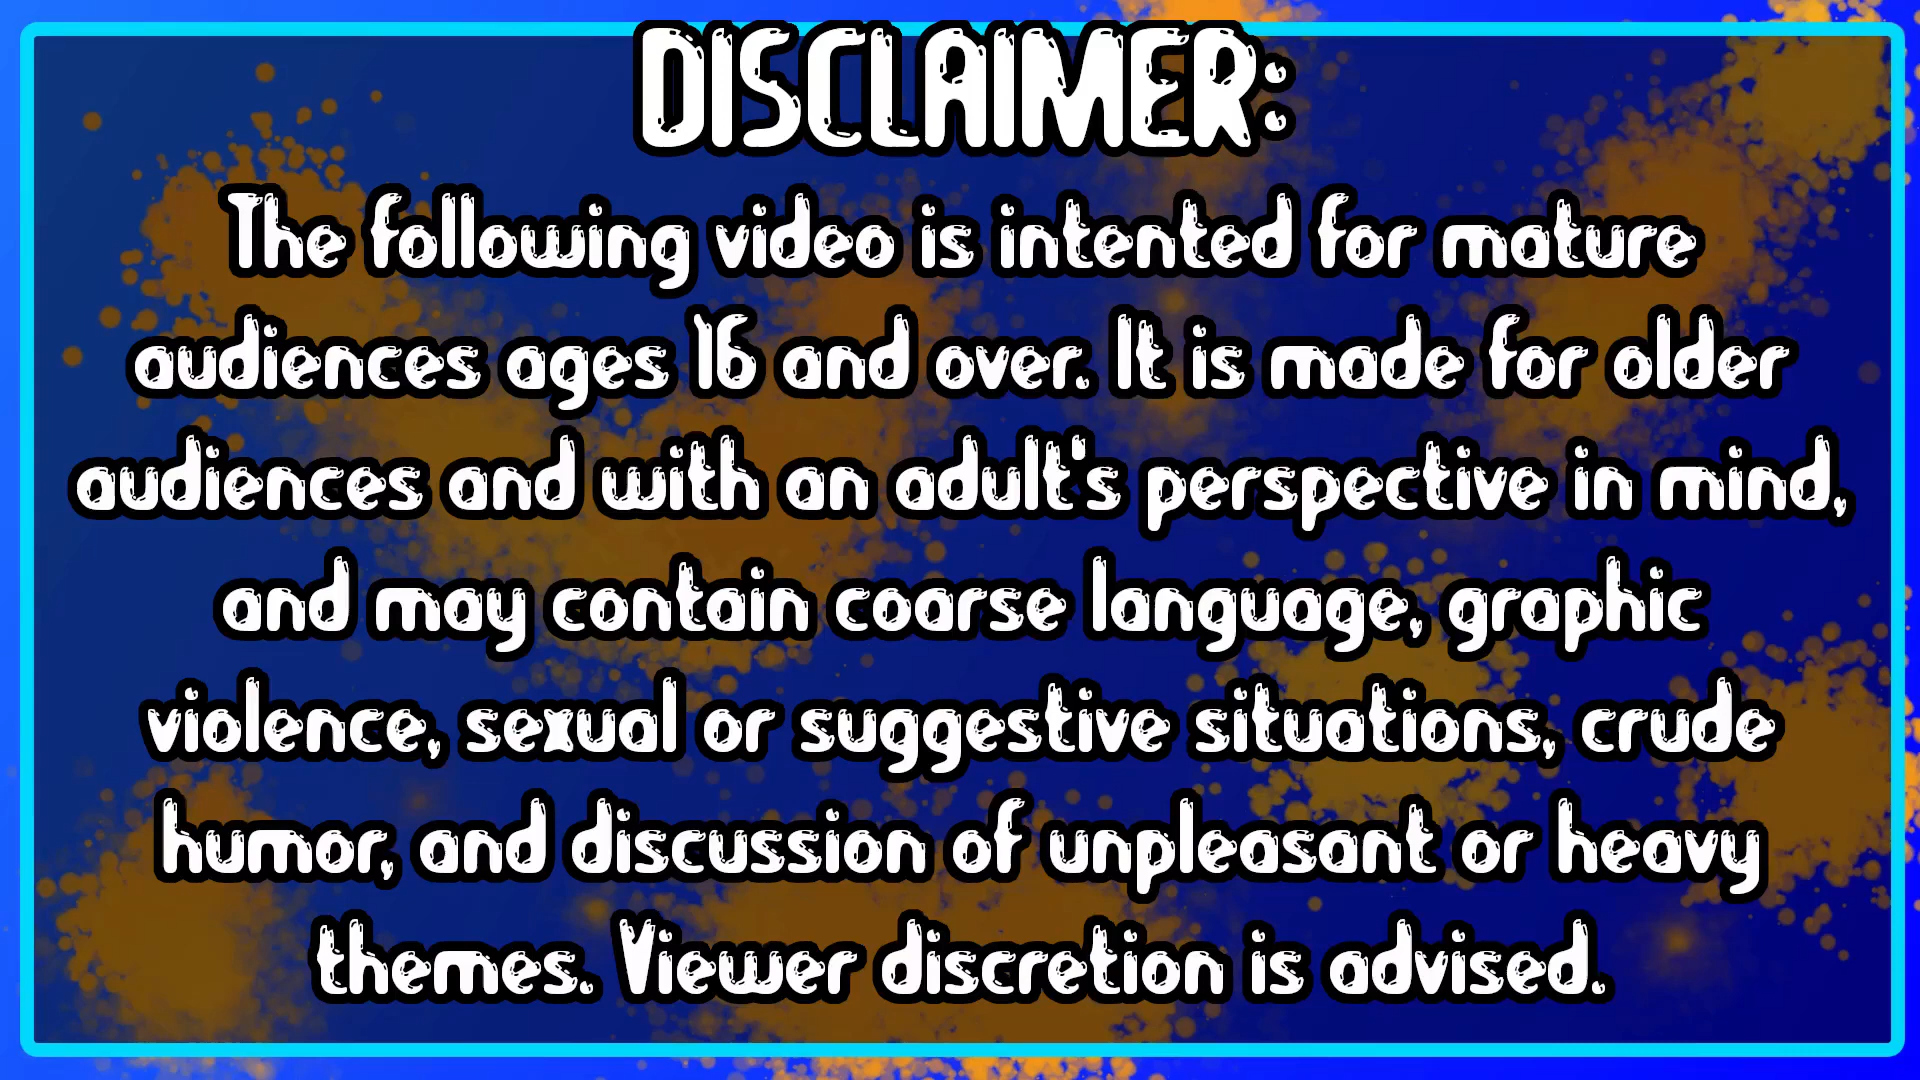 DISCLAIMER:
The following video is intented for mature
audiences ages 16 and over. It is made for older
audiences and with an adult's perspective in mind,
and may contain coarse language, graphic
violence, sexual or suggestive situations, crude
humor, and discussion of unpleasant or heavy
themes. Viewer discretion is advised.